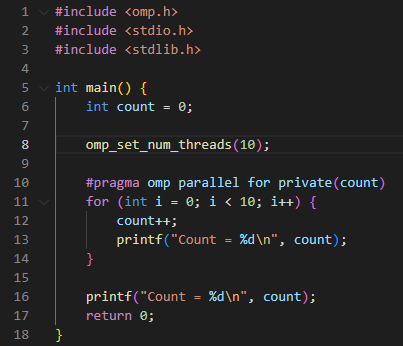 1 #include <omp.h>
2 #include <stdio.h>
3 #include <stdlib.h>
4
5 int main() {
6     int count = 0;
7
8     omp_set_num_threads(10);
9
10     #pragma omp parallel for private(count)
11     for (int i = 0; i < 10; i++) {
12         count++;
13         printf("Count = %d\n", count);
14     }
15
16     printf("Count = %d\n", count);
17     return 0;
18 }